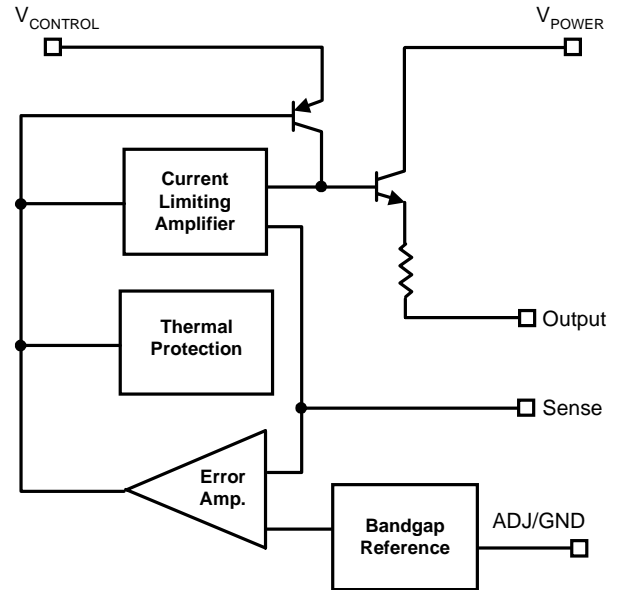 VCONTROL
VPOWER
Current
Limiting
Amplifier
Thermal
Protection
Output
Sense
Error
Amp.
Bandgap
Reference
ADJ/GND